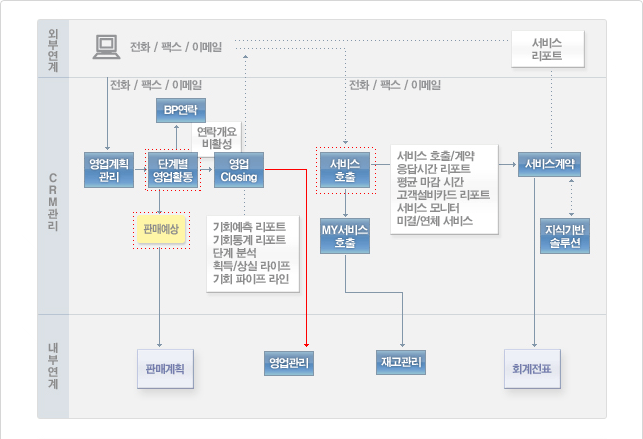 외부연계
전화 / 팩스 / 이메일
서비스
리포트
전화 / 팩스 / 이메일
전화 / 팩스 / 이메일
CRM관리
BP연락
연락개요
비활성
영업계획
관리
단계별
영업활동
영업
Closing
서비스
호출
서비스 호출/계약
응답시간 리포트
평균 마감 시간
고객설비카드 리포트
서비스 모니터
미결/연체 서비스
서비스계약
판매예상
기회예측 리포트
기회통계 리포트
단계 분석
획득/상실 라이프
기회 파이프 라인
MY서비스
호출
지식기반
솔루션
내부연계
판매계획
영업관리
재고관리
회계전표